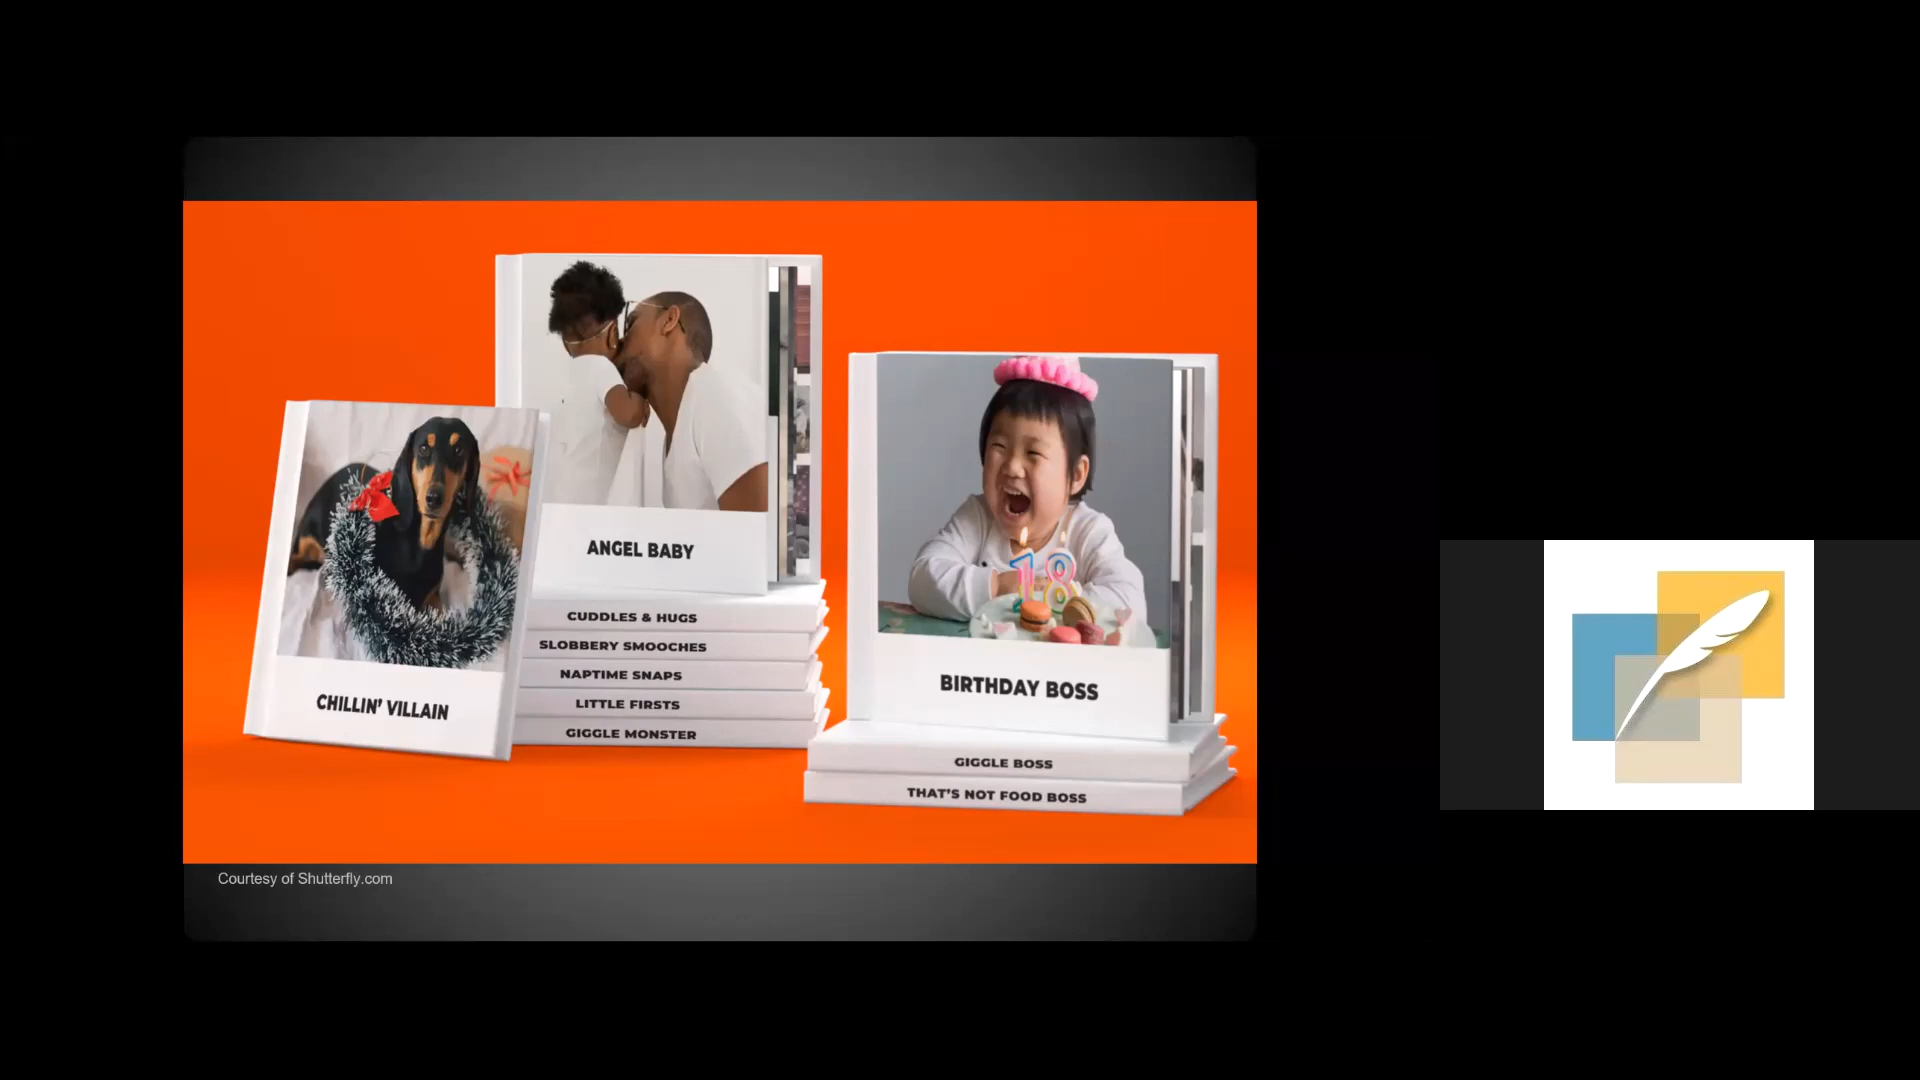 ANGEL BABY
CUDDLES & HUGS
SLOBBERY SMOOCHES
NAPTIME SNAPS
LITTLE FIRSTS
GIGGLE MONSTER
CHILLIN' VILLAIN
18
BIRTHDAY BOSS
GIGGLE BOSS
THAT'S NOT FOOD BOSS
Courtesy of Shutterfly.com